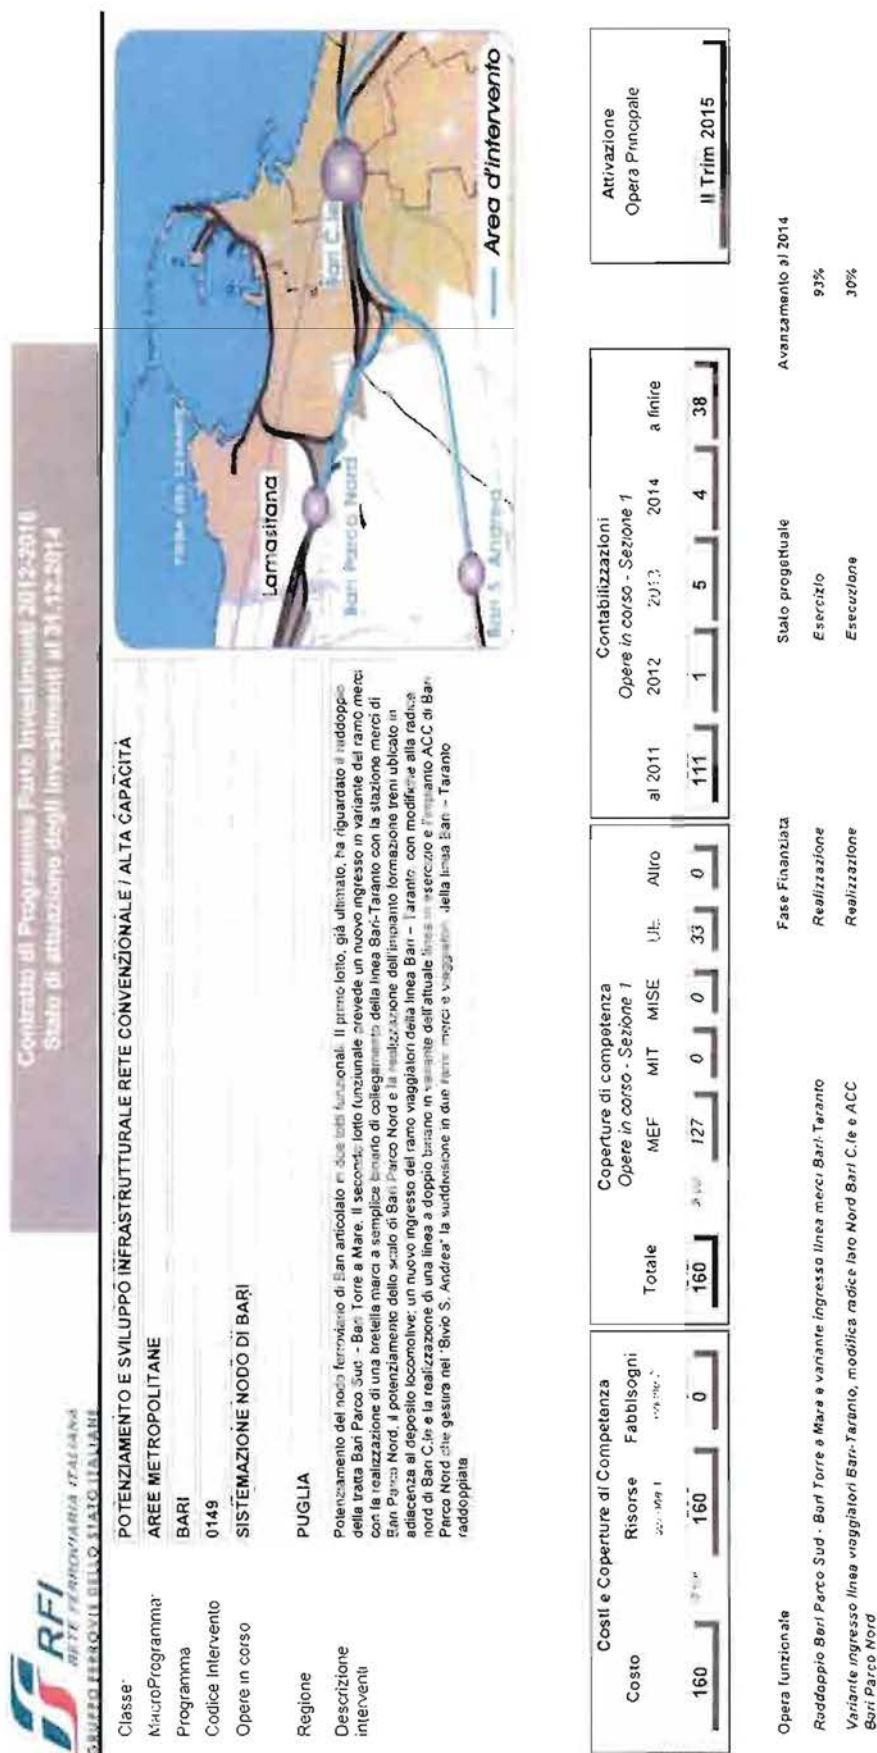 RFI
RETE FERROVIARIA ITALIANA
GRUPPO FERROVIE DELLO STATO ITALIANE
Contratto di Programma Parte Investimenti 2012-2016
Stato di attuazione degli Investimenti al 31.12.2014
Classe: POTENZIAMENTO E SVILUPPO INFRASTRUTTURALE RETE CONVENZIONALE / ALTA CAPACITÀ
MacroProgramma: AREE METROPOLITANE
Programma BARI
Codice Intervento 0149
Opere in corso SISTEMAZIONE NODO DI BARI
Regione PUGLIA
Descrizione interventi
Potenziamento del nodo ferroviario di Bari articolato in due lotti funzionali. Il primo lotto, già ultimato, ha riguardato il raddoppio
della tratta Bari Parco Sud - Bari Torre a Mare. Il secondo lotto funzionale prevede un nuovo ingresso in variante del ramo merci
con la realizzazione di una bretella merci a semplice binario di collegamento della linea Bari-Taranto con la stazione merci di
Bari Parco Nord, il potenziamento dello scalo di Bari Parco Nord e la realizzazione dell'impianto formazione treni ubicato in
adiacenza al deposito locomotive; un nuovo ingresso del ramo viaggiatori della linea Bari – Taranto, con modifiche alla radice
nord di Bari C.le e la realizzazione di una linea a doppio binario in variante dell'attuale linea in esercizio e l'impianto ACC di Bari
Parco Nord che gestirà nel "Bivio S. Andrea" la suddivisione in due rami merci e viaggiatori della linea Bari – Taranto
raddoppiata
Lamasitana
Bari Parco Nord
Bari S. Andrea
Bari C.le
Area d'intervento
Costi e Coperture di Competenza
Costo Risorse Fabbisogni
160 160 0
Coperture di competenza
Opere in corso - Sezione 1
Totale MEF MIT MISE UE Altro
160 127 0 0 33 0
Contabilizzazioni
Opere in corso - Sezione 1
al 2011 2012 2013 2014 a finire
111 1 5 4 38
Attivazione
Opera Principale
II Trim 2015
Opera funzionale Fase Finanziata Stato progettuale Avanzamento al 2014
Raddoppio Bari Parco Sud - Bari Torre a Mare e variante ingresso linea merci Bari-Taranto Realizzazione Esercizio 93%
Variante ingresso linea viaggiatori Bari-Taranto, modifica radice lato Nord Bari C.le e ACC Realizzazione Esecuzione 30%
Bari Parco Nord